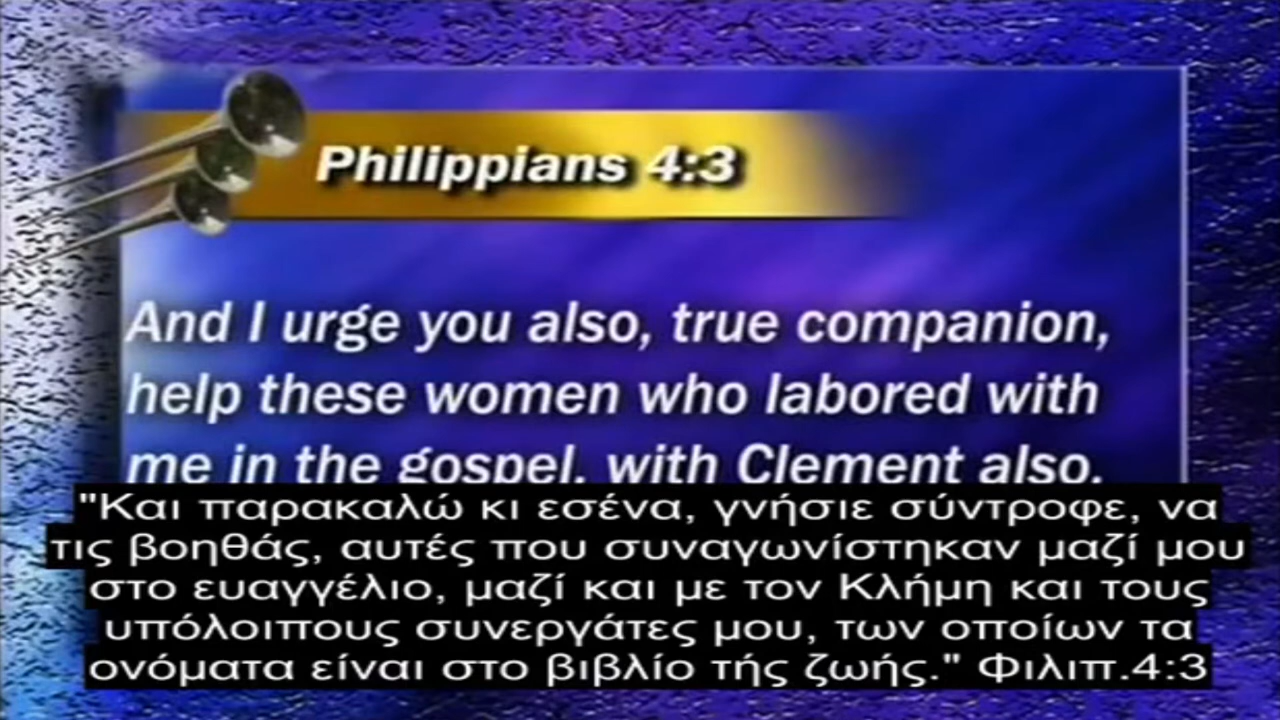 Philippians 4:3
And I urge you also, true companion,
help these women who labored with
me in the gospel, with Clement also,
"Και παρακαλώ κι εσένα, γνήσιε σύντροφε, να
τις βοηθάς, αυτές που συναγωνίστηκαν μαζί μου
στο ευαγγέλιο, μαζί και με τον Κλήμη και τους
υπόλοιπους συνεργάτες μου, των οποίων τα
ονόματα είναι στο βιβλίο τής ζωής." Φιλιπ.4:3